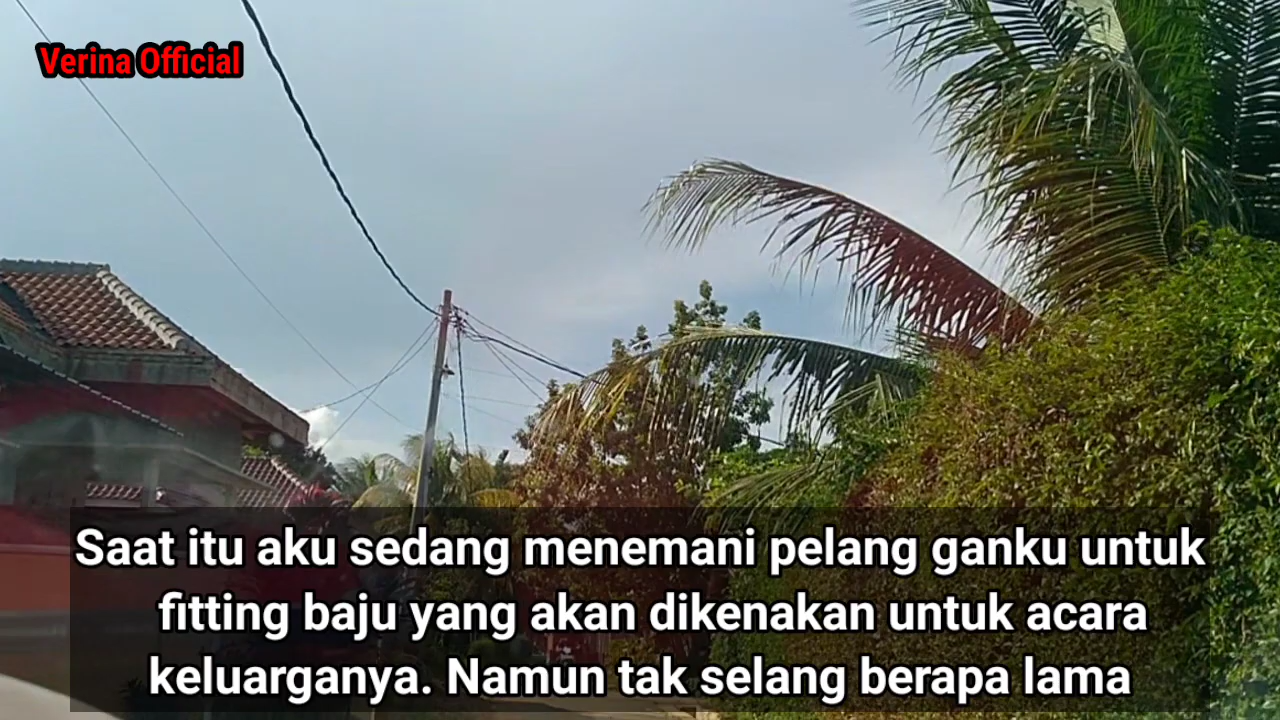 Verina Official
Saat itu aku sedang menemani pelang ganku untuk
fitting baju yang akan dikenakan untuk acara
keluarganya. Namun tak selang berapa lama